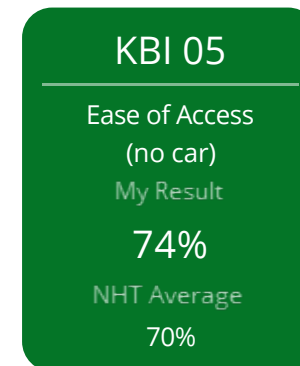 KBI 05
Ease of Access
(no car)
My Result
74%
NHT Average
70%